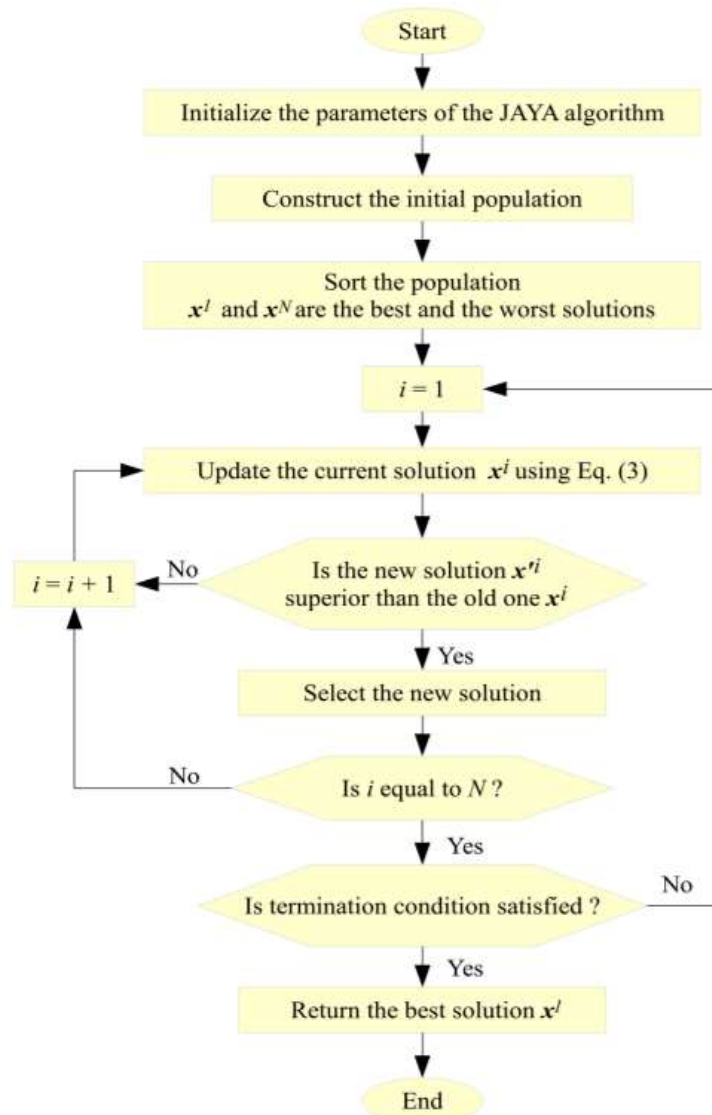 Start
Initialize the parameters of the JAYA algorithm
Construct the initial population
Sort the population
x¹ and xᴺ are the best and the worst solutions
i = 1
Update the current solution xⁱ using Eq. (3)
Is the new solution x'ⁱ
superior than the old one xⁱ
No
i = i + 1
Yes
Select the new solution
No
Is i equal to N ?
Yes
Is termination condition satisfied ?
No
Yes
Return the best solution x¹
End